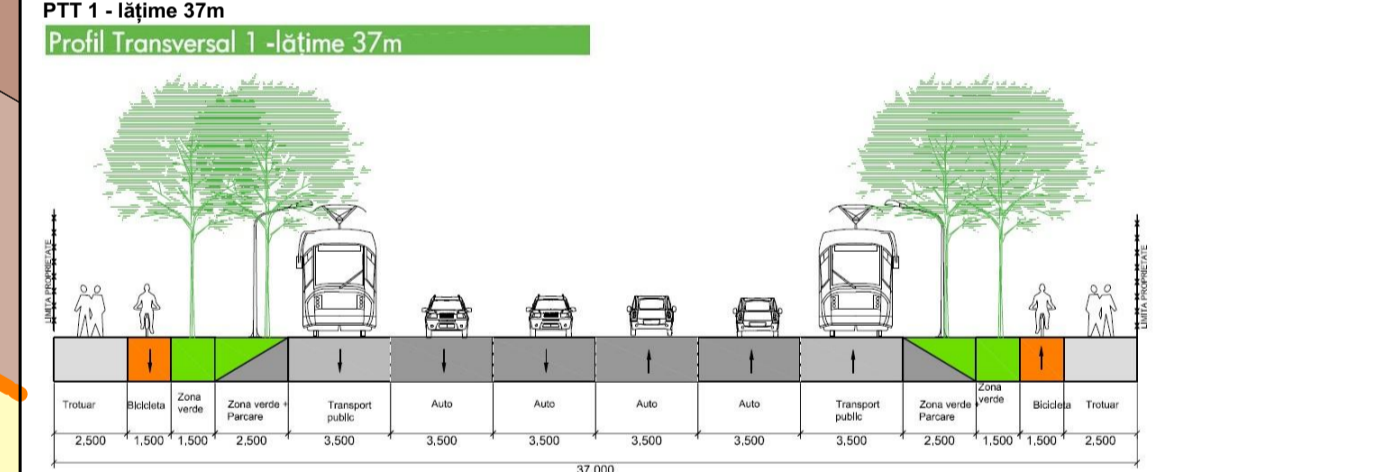 PTT 1 - lățime 37m
Profil Transversal 1 -lățime 37m
LIMITA PROPRIETATE
LIMITA PROPRIETATE
Trotuar
Bicicleta
Zona
verde
Zona verde +
Parcare
Transport
public
Auto
Auto
Auto
Auto
Transport
public
Zona verde +
Parcare
Zona
verde
Bicicleta
Trotuar
2,500 1,500 1,500 2,500 3,500 3,500 3,500 3,500 3,500 3,500 2,500 1,500 1,500 2,500
37,000